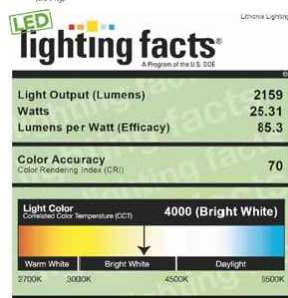 LED
lighting facts®
Lithonia Lighting
A Program of the U.S. DOE
Light Output (Lumens) 2159
Watts 25.31
Lumens per Watt (Efficacy) 85.3
Color Accuracy
Color Rendering Index (CRI) 70
Light Color
Correlated Color Temperature (CCT) 4000 (Bright White)
Warm White Bright White Daylight
2700K 3000K 4500K 6500K